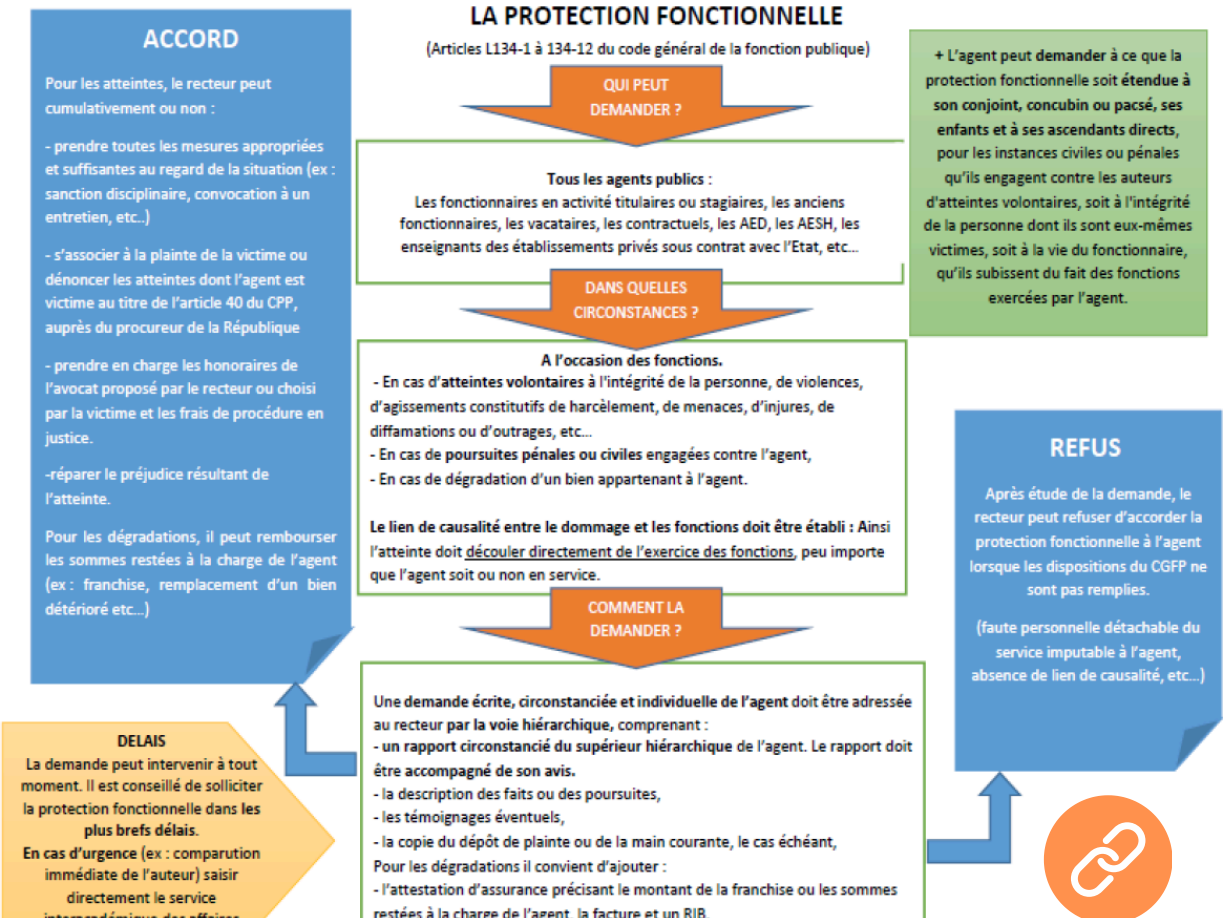 LA PROTECTION FONCTIONNELLE
(Articles L134-1 à 134-12 du code général de la fonction publique)
ACCORD
Pour les atteintes, le recteur peut
cumulativement ou non :
- prendre toutes les mesures appropriées
et suffisantes au regard de la situation (ex :
sanction disciplinaire, convocation à un
entretien, etc...)
- s'associer à la plainte de la victime ou
dénoncer les atteintes dont l'agent est
victime au titre de l'article 40 du CPP,
auprès du procureur de la République
- prendre en charge les honoraires de
l'avocat proposé par le recteur ou choisi
par la victime et les frais de procédure en
justice.
-réparer le préjudice résultant de
l'atteinte.
Pour les dégradations, il peut rembourser
les sommes restées à la charge de l'agent
(ex : franchise, remplacement d'un bien
détérioré etc...)
QUI PEUT
DEMANDER ?
Tous les agents publics :
Les fonctionnaires en activité titulaires ou stagiaires, les anciens
fonctionnaires, les vacataires, les contractuels, les AED, les AESH, les
enseignants des établissements privés sous contrat avec l'Etat, etc...
+ L'agent peut demander à ce que la
protection fonctionnelle soit étendue à
son conjoint, concubin ou pacsé, ses
enfants et à ses ascendants directs,
pour les instances civiles ou pénales
qu'ils engagent contre les auteurs
d'atteintes volontaires, soit à l'intégrité
de la personne dont ils sont eux-mêmes
victimes, soit à la vie du fonctionnaire,
qu'ils subissent du fait des fonctions
exercées par l'agent.
DANS QUELLES
CIRCONSTANCES ?
A l'occasion des fonctions.
- En cas d'atteintes volontaires à l'intégrité de la personne, de violences,
d'agissements constitutifs de harcèlement, de menaces, d'injures, de
diffamations ou d'outrages, etc...
- En cas de poursuites pénales ou civiles engagées contre l'agent,
- En cas de dégradation d'un bien appartenant à l'agent.
Le lien de causalité entre le dommage et les fonctions doit être établi : Ainsi
l'atteinte doit découler directement de l'exercice des fonctions, peu importe
que l'agent soit ou non en service.
REFUS
Après étude de la demande, le
recteur peut refuser d'accorder la
protection fonctionnelle à l'agent
lorsque les dispositions du CGFP ne
sont pas remplies.
(faute personnelle détachable du
service imputable à l'agent,
absence de lien de causalité, etc...)
COMMENT LA
DEMANDER ?
Une demande écrite, circonstanciée et individuelle de l'agent doit être adressée
au recteur par la voie hiérarchique, comprenant :
- un rapport circonstancié du supérieur hiérarchique de l'agent. Le rapport doit
être accompagné de son avis.
- la description des faits ou des poursuites,
- les témoignages éventuels,
- la copie du dépôt de plainte ou de la main courante, le cas échéant,
Pour les dégradations il convient d'ajouter :
- l'attestation d'assurance précisant le montant de la franchise ou les sommes
restées à la charge de l'agent, la facture et un RIB.
DELAIS
La demande peut intervenir à tout
moment. Il est conseillé de solliciter
la protection fonctionnelle dans les
plus brefs délais.
En cas d'urgence (ex : comparution
immédiate de l'auteur) saisir
directement le service
interacadémique des affaires